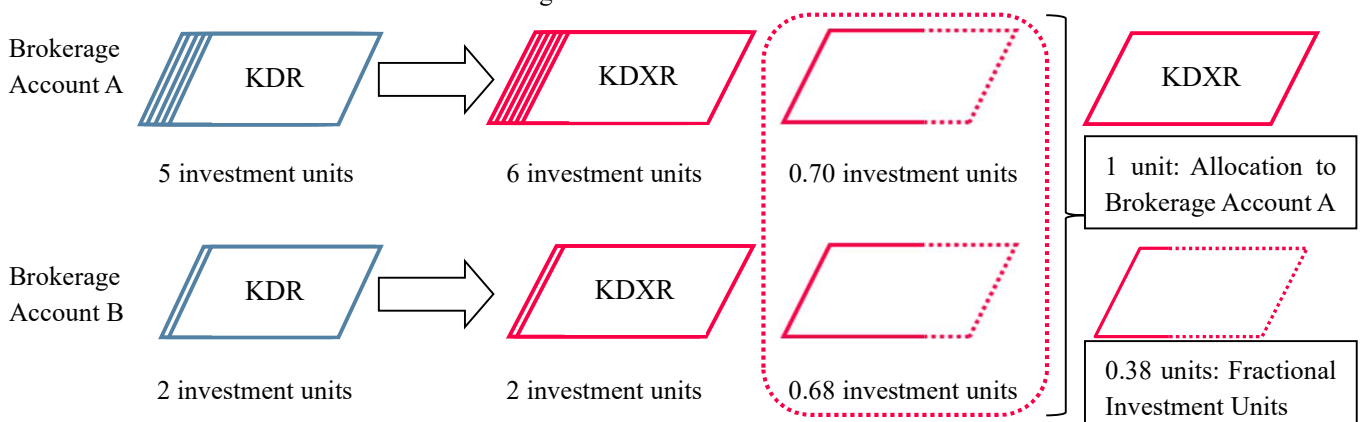 Brokerage
Account A
KDR
KDXR
KDXR
5 investment units
6 investment units
0.70 investment units
1 unit: Allocation to
Brokerage Account A
Brokerage
Account B
KDR
KDXR
2 investment units
2 investment units
0.68 investment units
0.38 units: Fractional
Investment Units